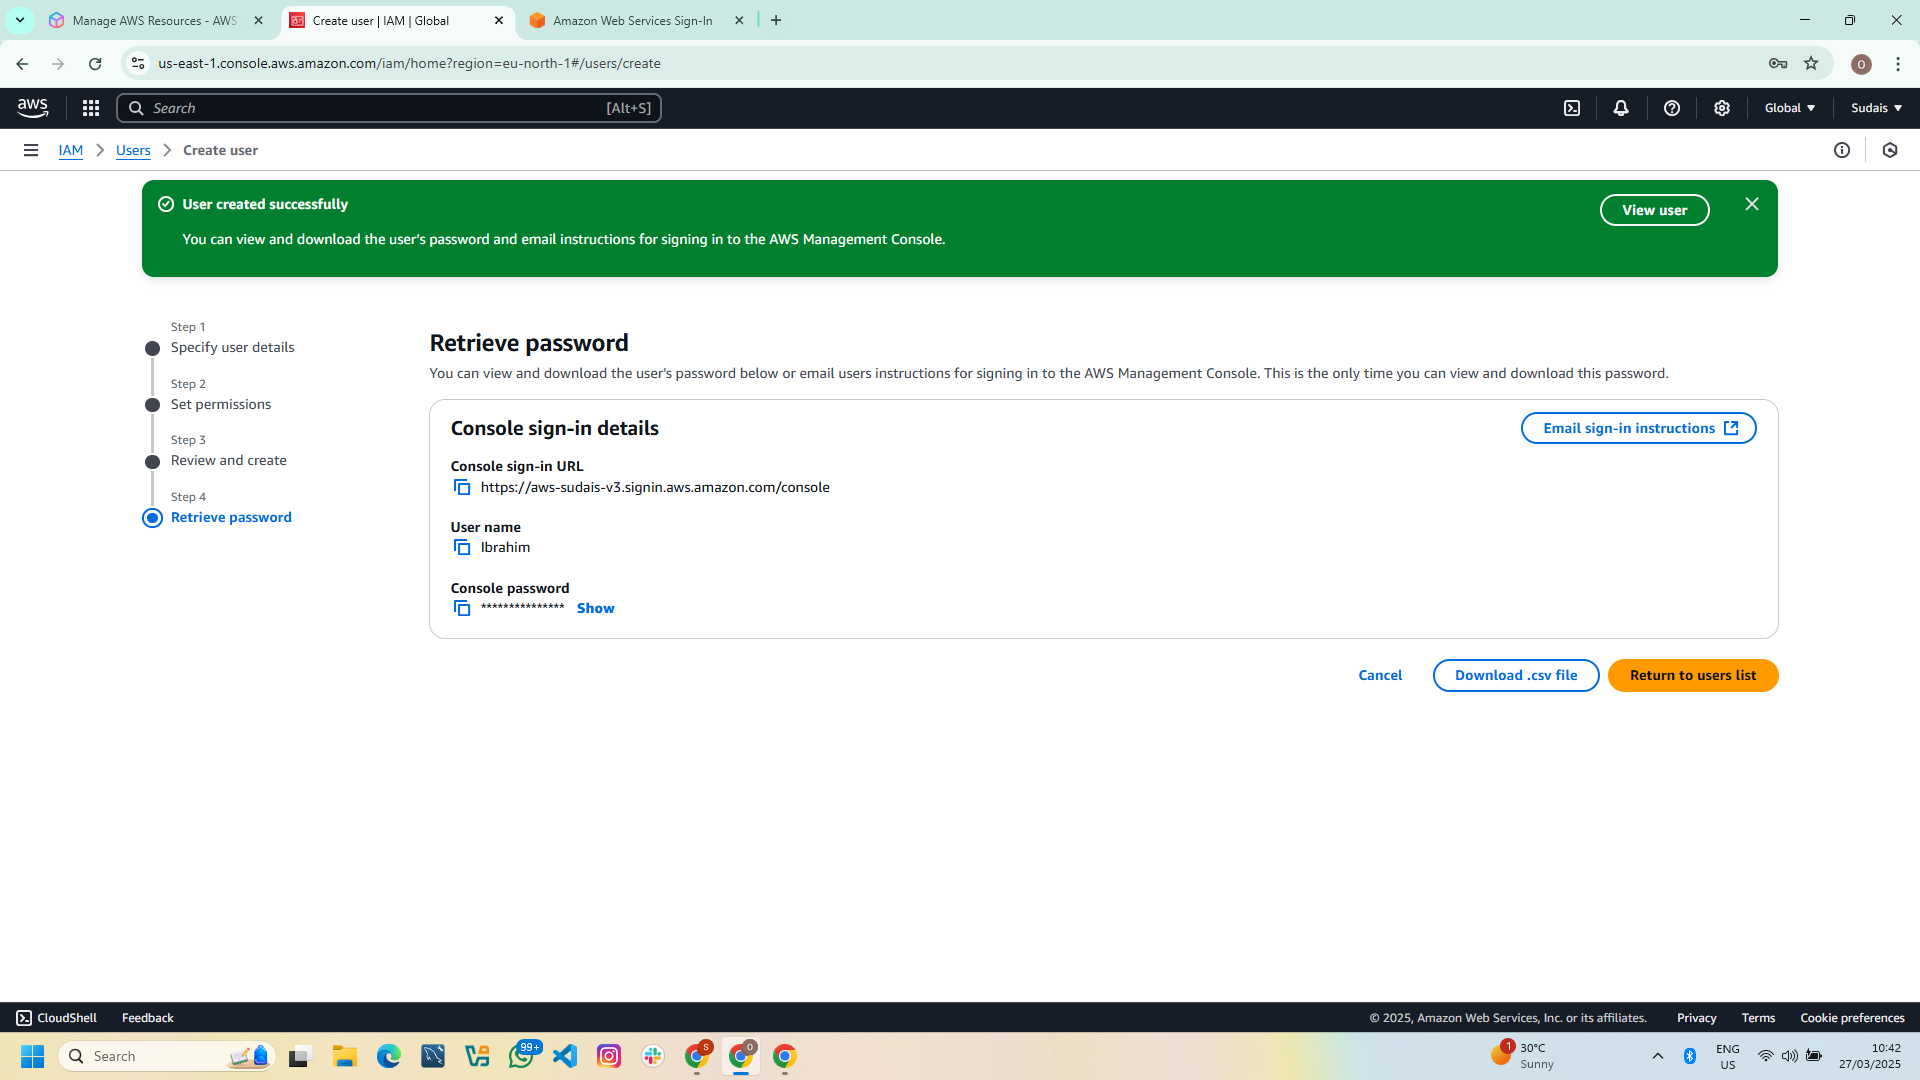 Manage AWS Resources - AWS
Create user | IAM | Global
Amazon Web Services Sign-In
us-east-1.console.aws.amazon.com/iam/home?region=eu-north-1#/users/create
O
aws
Search
[Alt+S]
Global
Sudais
IAM
Users
Create user
User created successfully
You can view and download the user's password and email instructions for signing in to the AWS Management Console.
View user
Step 1
Specify user details
Step 2
Set permissions
Step 3
Review and create
Step 4
Retrieve password
Retrieve password
You can view and download the user's password below or email users instructions for signing in to the AWS Management Console. This is the only time you can view and download this password.
Console sign-in details
Email sign-in instructions
Console sign-in URL
https://aws-sudais-v3.signin.aws.amazon.com/console
User name
Ibrahim
Console password
*************** Show
Cancel
Download .csv file
Return to users list
CloudShell
Feedback
© 2025, Amazon Web Services, Inc. or its affiliates.
Privacy
Terms
Cookie preferences
Search
99+
S
O
1
30°C
Sunny
ENG
US
10:42
27/03/2025